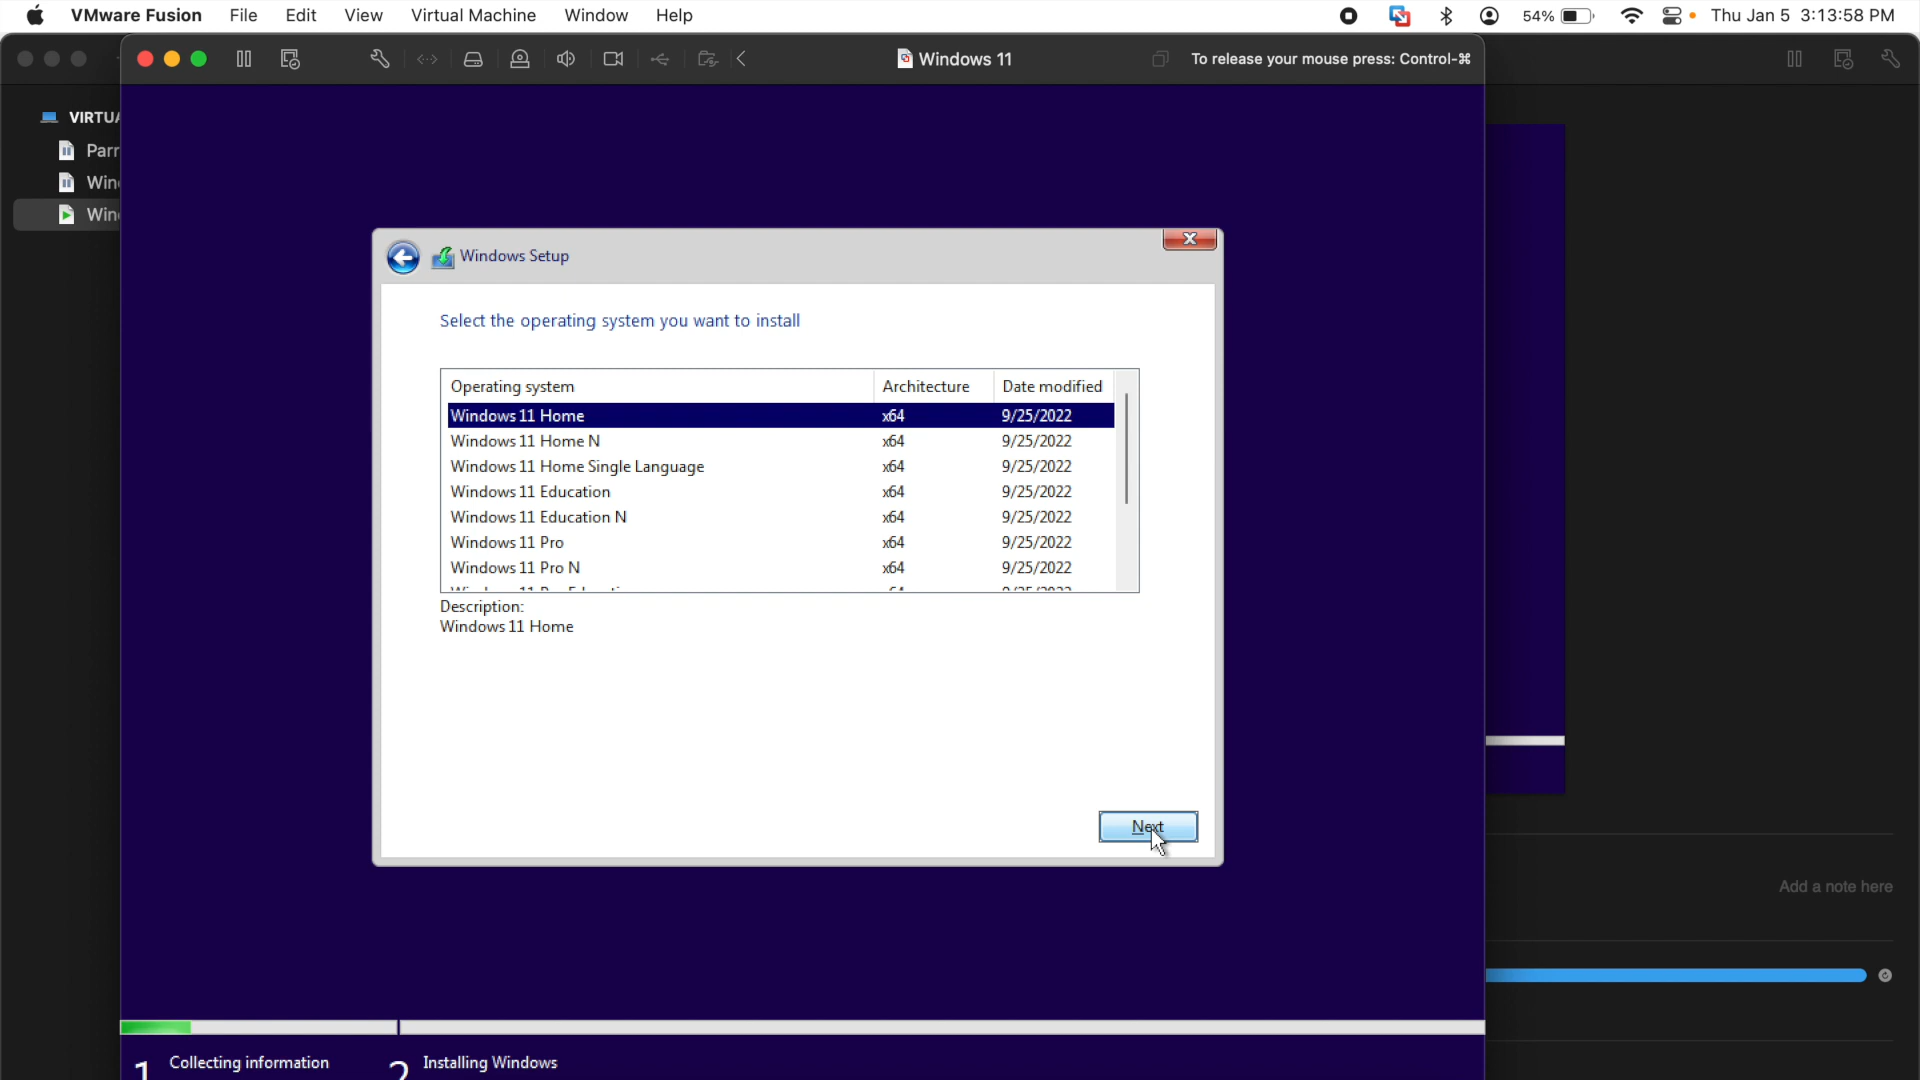 VMware Fusion File Edit View Virtual Machine Window Help 54% Thu Jan 5 3:13:58 PM
Windows 11 To release your mouse press: Control-⌘
VIRTUA
Parr
Win
Win
Windows Setup
Select the operating system you want to install
Operating system Architecture Date modified
Windows 11 Home x64 9/25/2022
Windows 11 Home N x64 9/25/2022
Windows 11 Home Single Language x64 9/25/2022
Windows 11 Education x64 9/25/2022
Windows 11 Education N x64 9/25/2022
Windows 11 Pro x64 9/25/2022
Windows 11 Pro N x64 9/25/2022
Description:
Windows 11 Home
Next
Add a note here
1 Collecting information 2 Installing Windows